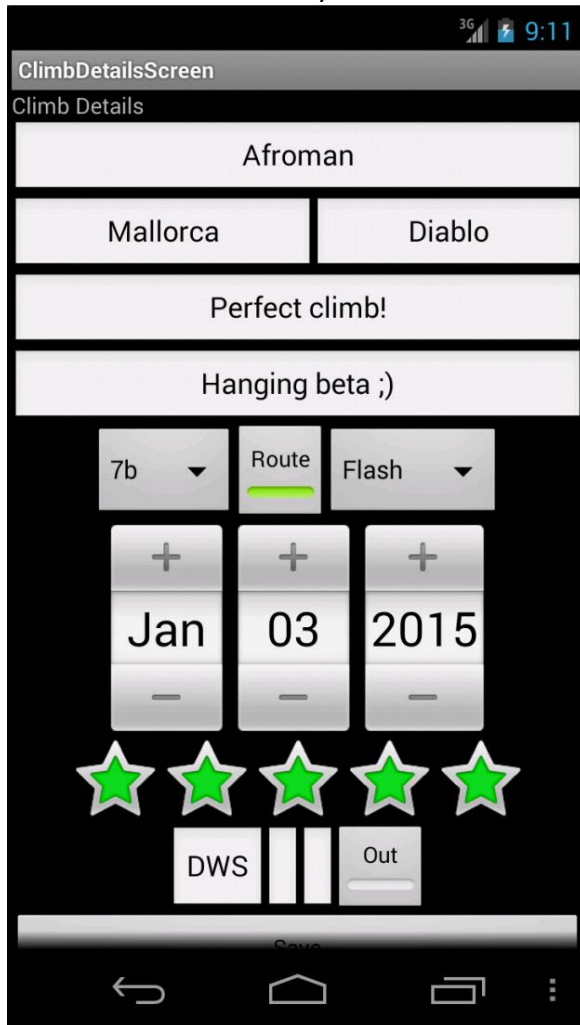 3G 9:11
ClimbDetailsScreen
Climb Details
Afroman
Mallorca Diablo
Perfect climb!
Hanging beta ;)
7b Route Flash
+ + +
Jan 03 2015
− − −
DWS Out
Save